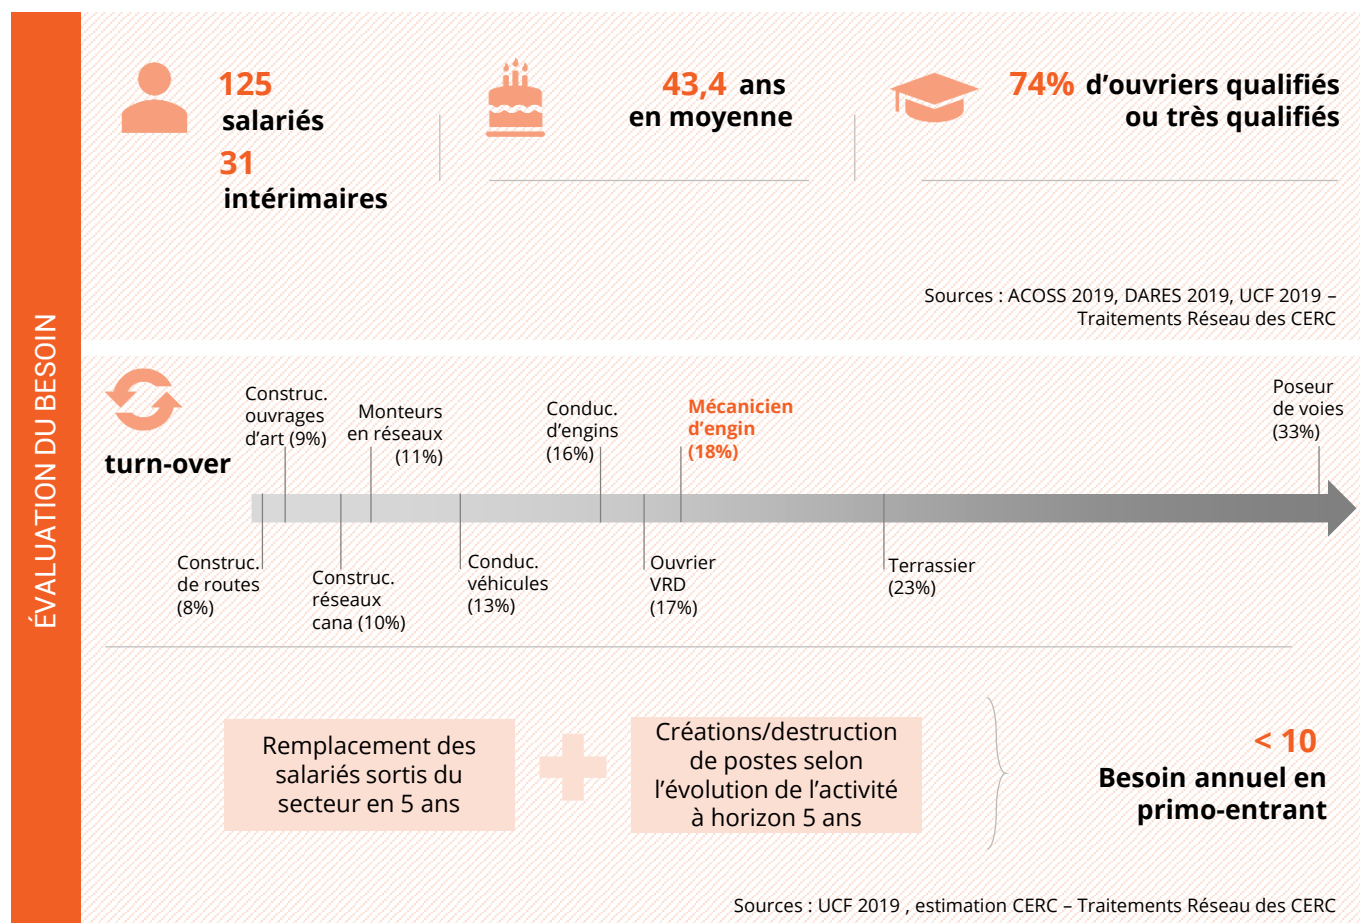 ÉVALUATION DU BESOIN
125
salariés
31
intérimaires
43,4 ans
en moyenne
74% d'ouvriers qualifiés
ou très qualifiés
Sources : ACOSS 2019, DARES 2019, UCF 2019 –
Traitements Réseau des CERC
turn-over
Construc.
ouvrages
d'art (9%)
Monteurs
en réseaux
(11%)
Conduc.
d'engins
(16%)
Mécanicien
d'engin
(18%)
Poseur
de voies
(33%)
Construc.
de routes
(8%)
Construc.
réseaux
cana (10%)
Conduc.
véhicules
(13%)
Ouvrier
VRD
(17%)
Terrassier
(23%)
Remplacement des
salariés sortis du
secteur en 5 ans
Créations/destruction
de postes selon
l'évolution de l'activité
à horizon 5 ans
< 10
Besoin annuel en
primo-entrant
Sources : UCF 2019 , estimation CERC – Traitements Réseau des CERC